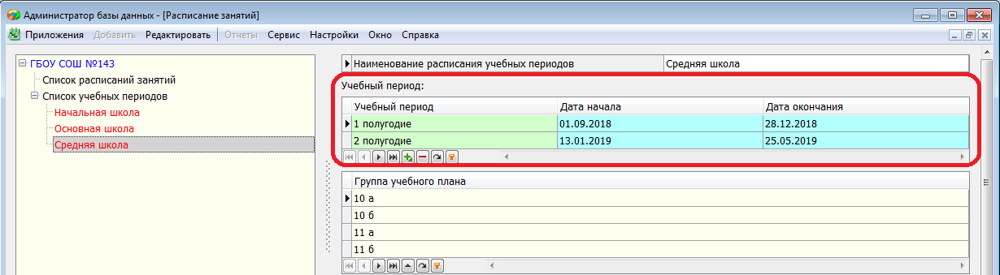 Администратор базы данных - [Расписание занятий]
Приложения Добавить Редактировать Отчеты Сервис Настройки Окно Справка
ГБОУ СОШ №143
Список расписаний занятий
Список учебных периодов
Начальная школа
Основная школа
Средняя школа
Наименование расписания учебных периодов Средняя школа
Учебный период:
Учебный период Дата начала Дата окончания
1 полугодие 01.09.2018 28.12.2018
2 полугодие 13.01.2019 25.05.2019
Группа учебного плана
10 а
10 б
11 а
11 б